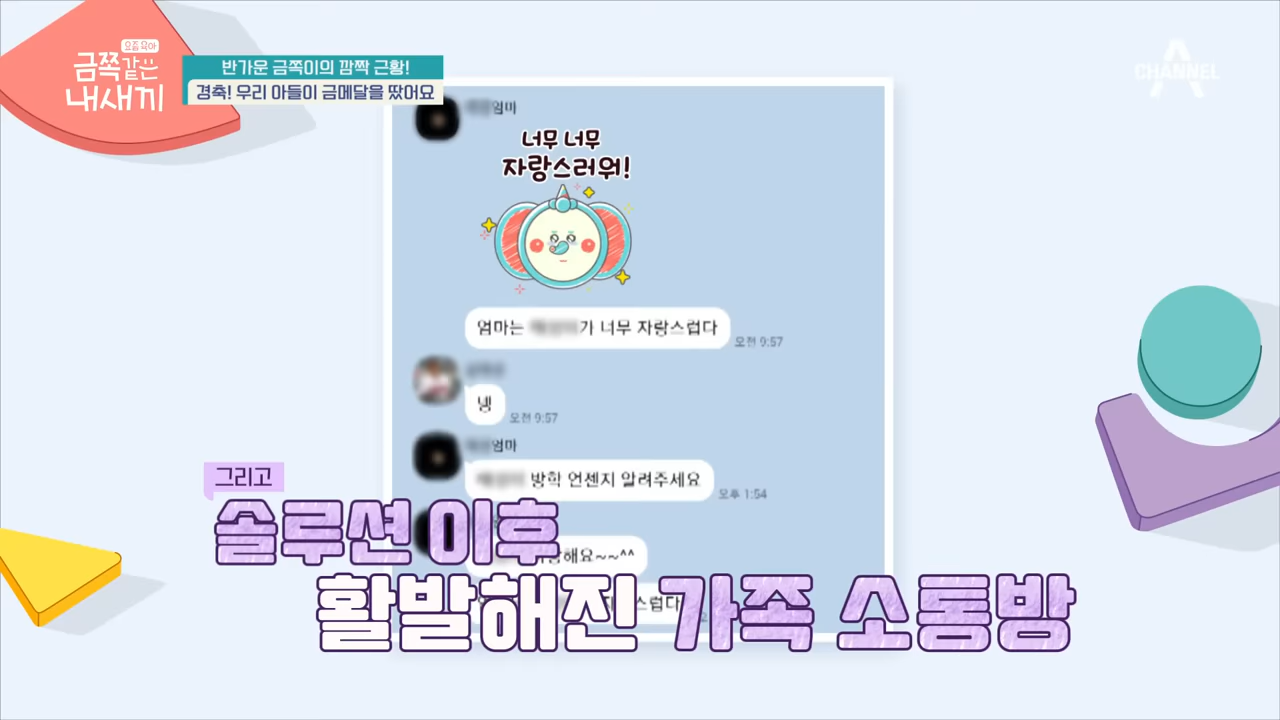 요즘 육아
금쪽같은
내새끼
반가운 금쪽이의 깜짝 근황!
경축! 우리 아들이 금메달을 땄어요
CHANNEL A
엄마
너무 너무
자랑스러워!
엄마는 가 너무 자랑스럽다
오전 9:57
넹
오전 9:57
엄마
방학 언젠지 알려주세요
오후 1:54
해요~~^^
스럽다
그리고
솔루션 이후
활발해진 가족 소통방